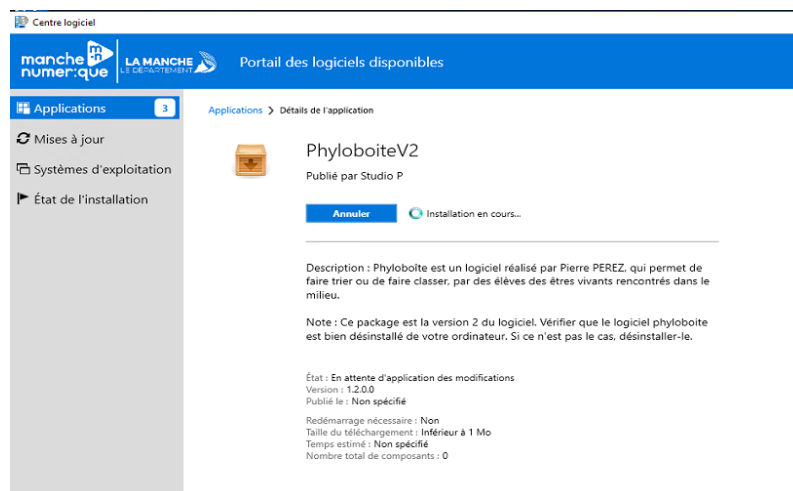 Centre logiciel
manche numer:que
LA MANCHE
LE DÉPARTEMENT
Portail des logiciels disponibles
Applications 3
Mises à jour
Systèmes d'exploitation
État de l'installation
Applications > Détails de l'application
PhyloboiteV2
Publié par Studio P
Annuler
Installation en cours...
Description : Phyloboîte est un logiciel réalisé par Pierre PEREZ, qui permet de
faire trier ou de faire classer, par des élèves des êtres vivants rencontrés dans le
milieu.
Note : Ce package est la version 2 du logiciel. Vérifier que le logiciel phyloboite
est bien désinstallé de votre ordinateur. Si ce n'est pas le cas, désinstaller-le.
État : En attente d'application des modifications
Version : 1.2.0.0
Publié le : Non spécifié
Redémarrage nécessaire : Non
Taille du téléchargement : Inférieur à 1 Mo
Temps estimé : Non spécifié
Nombre total de composants : 0